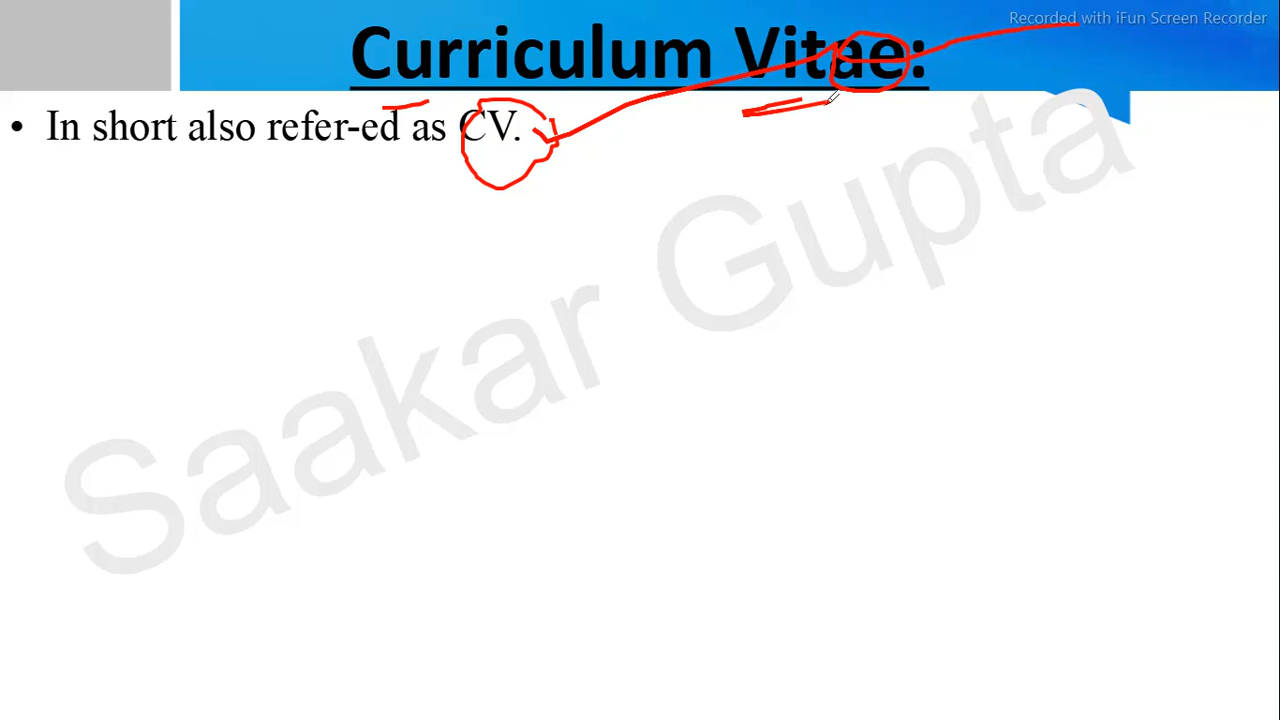 Recorded with iFun Screen Recorder
Curriculum Vitae:
• In short also refer-ed as CV.
Saakar Gupta